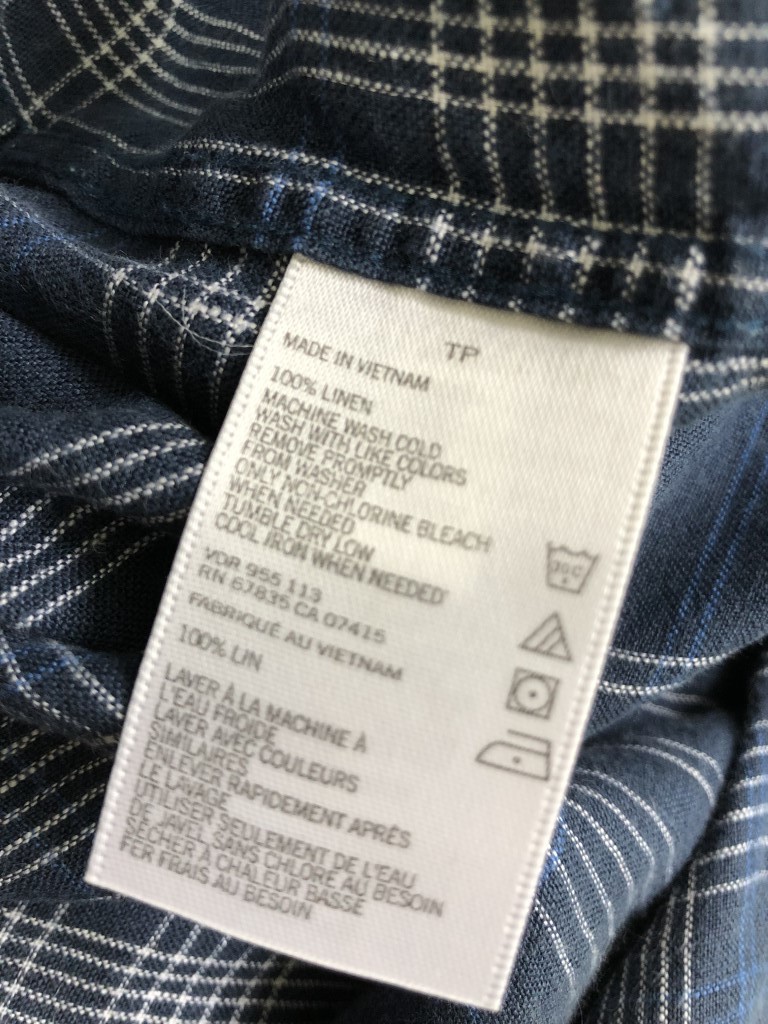 TP
MADE IN VIETNAM
100% LINEN
MACHINE WASH COLD
WASH WITH LIKE COLORS
REMOVE PROMPTLY
FROM WASHER
ONLY NON-CHLORINE BLEACH
WHEN NEEDED
TUMBLE DRY LOW
COOL IRON WHEN NEEDED
VDR 955 113
RN 67835 CA 07415
FABRIQUÉ AU VIETNAM
100% LIN
LAVER À LA MACHINE À
L'EAU FROIDE
LAVER AVEC COULEURS
SIMILAIRES
ENLEVER RAPIDEMENT APRÈS
LE LAVAGE
UTILISER SEULEMENT DE L'EAU
DE JAVEL SANS CHLORE AU BESOIN
SÉCHER À CHALEUR BASSE
FER FRAIS AU BESOIN